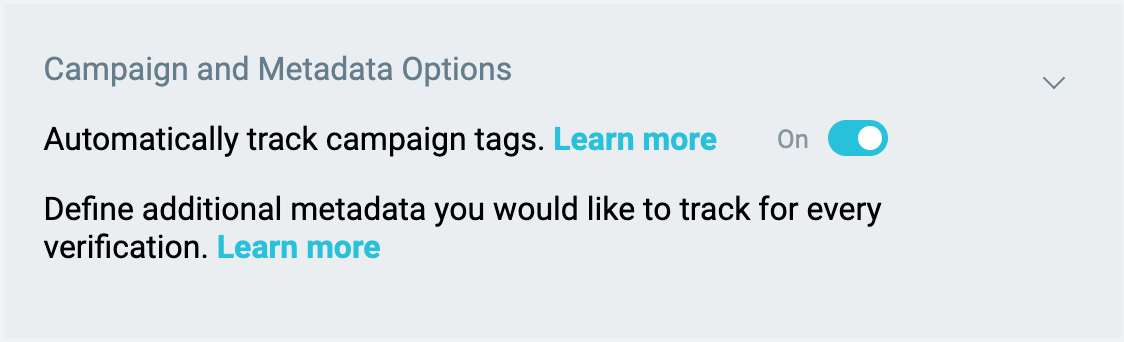 Campaign and Metadata Options
Automatically track campaign tags. Learn more On
Define additional metadata you would like to track for every
verification. Learn more